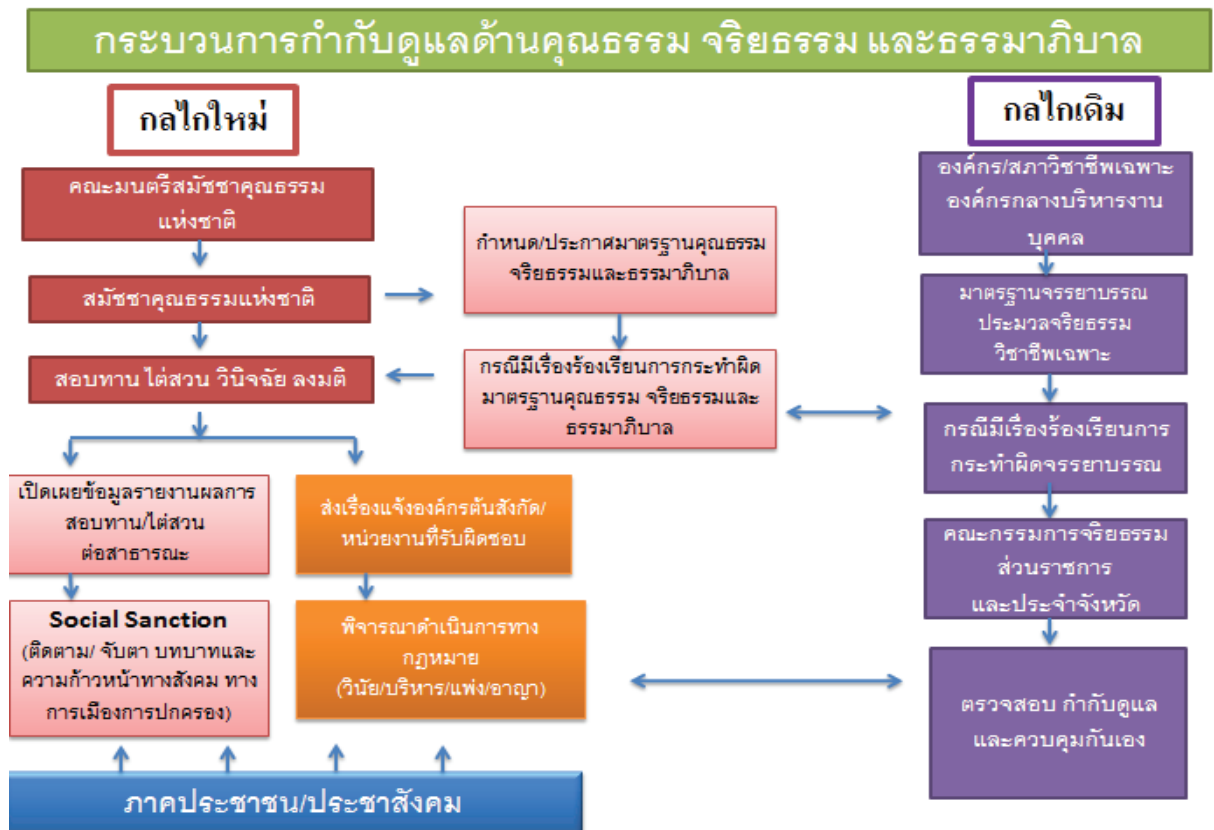 กระบวนการกำกับดูแลด้านคุณธรรม จริยธรรม และธรรมาภิบาล
กลไกใหม่
คณะมนตรีสมัชชาคุณธรรม
แห่งชาติ
สมัชชาคุณธรรมแห่งชาติ
สอบทาน ไต่สวน วินิจฉัย ลงมติ
กำหนด/ประกาศมาตรฐานคุณธรรม
จริยธรรมและธรรมาภิบาล
กรณีมีเรื่องร้องเรียนการกระทำผิด
มาตรฐานคุณธรรม จริยธรรมและ
ธรรมาภิบาล
เปิดเผยข้อมูลรายงานผลการ
สอบทาน/ไต่สวน
ต่อสาธารณะ
ส่งเรื่องแจ้งองค์กรต้นสังกัด/
หน่วยงานที่รับผิดชอบ
Social Sanction
(ติดตาม/ จับตา บทบาทและ
ความก้าวหน้าทางสังคม ทาง
การเมืองการปกครอง)
พิจารณาดำเนินการทาง
กฎหมาย
(วินัย/บริหาร/แพ่ง/อาญา)
ภาคประชาชน/ประชาสังคม
กลไกเดิม
องค์กร/สภาวิชาชีพเฉพาะ
องค์กรกลางบริหารงาน
บุคคล
มาตรฐานจรรยาบรรณ
ประมวลจริยธรรม
วิชาชีพเฉพาะ
กรณีมีเรื่องร้องเรียนการ
กระทำผิดจรรยาบรรณ
คณะกรรมการจริยธรรม
ส่วนราชการ
และประจำจังหวัด
ตรวจสอบ กำกับดูแล
และควบคุมกันเอง